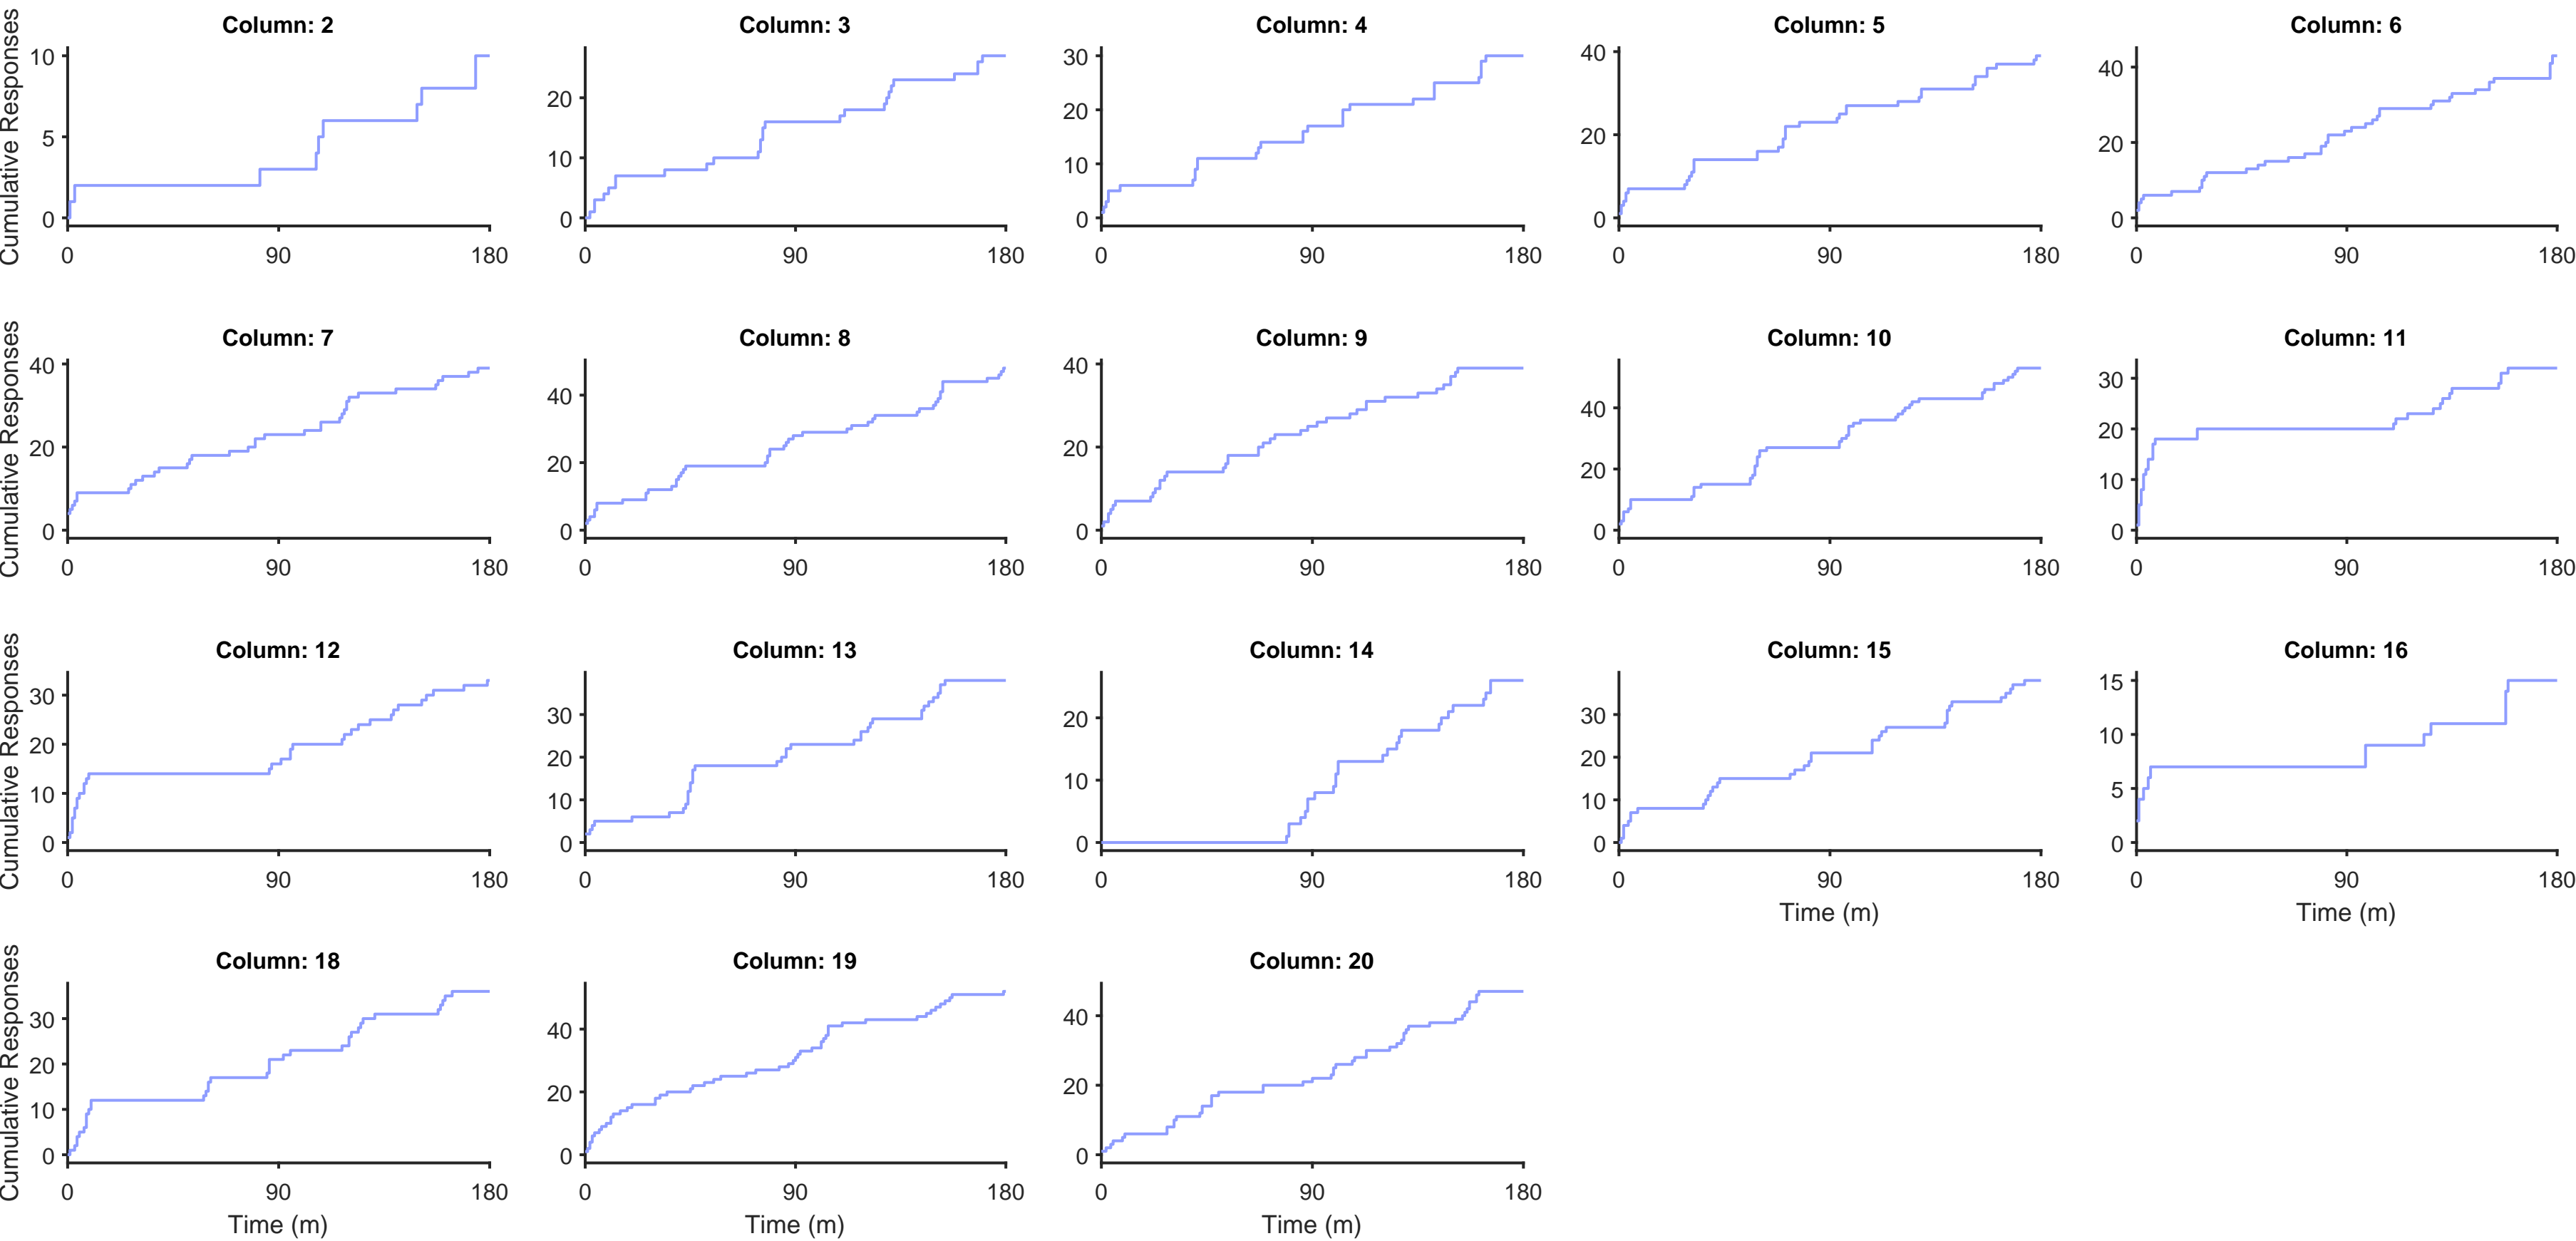 Column: 2
Cumulative Responses
10
5
0
0 90 180
Column: 3
20
10
0
0 90 180
Column: 4
30
20
10
0
0 90 180
Column: 5
40
20
0
0 90 180
Column: 6
40
20
0
0 90 180
Column: 7
Cumulative Responses
40
20
0
0 90 180
Column: 8
40
20
0
0 90 180
Column: 9
40
20
0
0 90 180
Column: 10
40
20
0
0 90 180
Column: 11
30
20
10
0
0 90 180
Column: 12
Cumulative Responses
30
20
10
0
0 90 180
Column: 13
30
20
10
0
0 90 180
Column: 14
20
10
0
0 90 180
Column: 15
30
20
10
0
0 90 180
Time (m)
Column: 16
15
10
5
0
0 90 180
Time (m)
Column: 18
Cumulative Responses
30
20
10
0
0 90 180
Time (m)
Column: 19
40
20
0
0 90 180
Time (m)
Column: 20
40
20
0
0 90 180
Time (m)